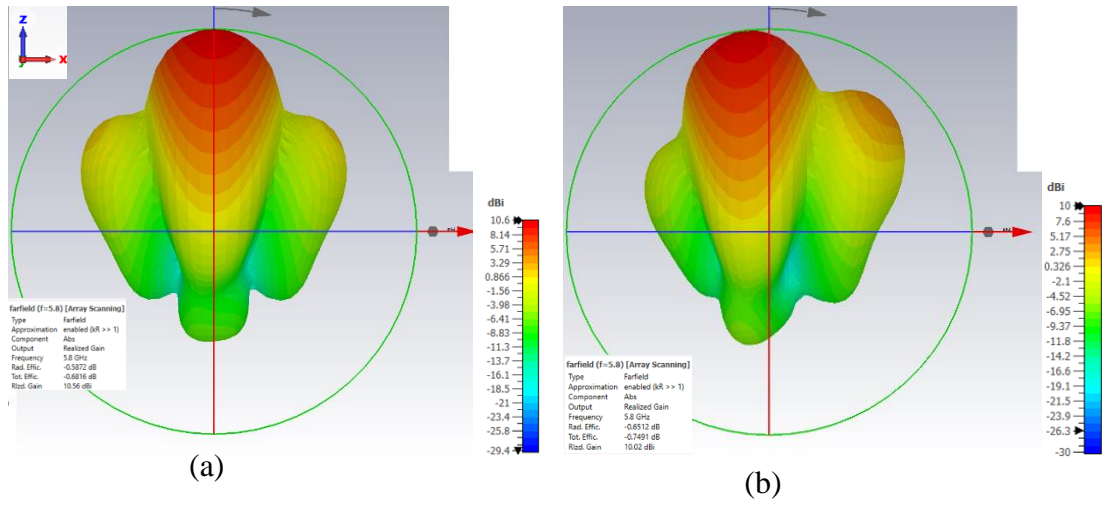 z
x
dBi
10.6
8.14
5.71
3.29
0.866
-1.56
-3.98
-6.41
-8.83
-11.3
-13.7
-16.1
-18.5
-21
-23.4
-25.8
-29.4
farfield (f=5.8) [Array Scanning]
Type Farfield
Approximation enabled (kR >> 1)
Component Abs
Output Realized Gain
Frequency 5.8 GHz
Rad. Effic. -0.5872 dB
Tot. Effic. -0.6816 dB
Rlzd. Gain 10.56 dBi
(a)
dBi
10
7.6
5.17
2.75
0.326
-2.1
-4.52
-6.95
-9.37
-11.8
-14.2
-16.6
-19.1
-21.5
-23.9
-26.3
-30
farfield (f=5.8) [Array Scanning]
Type Farfield
Approximation enabled (kR >> 1)
Component Abs
Output Realized Gain
Frequency 5.8 GHz
Rad. Effic. -0.6512 dB
Tot. Effic. -0.7491 dB
Rlzd. Gain 10.02 dBi
(b)